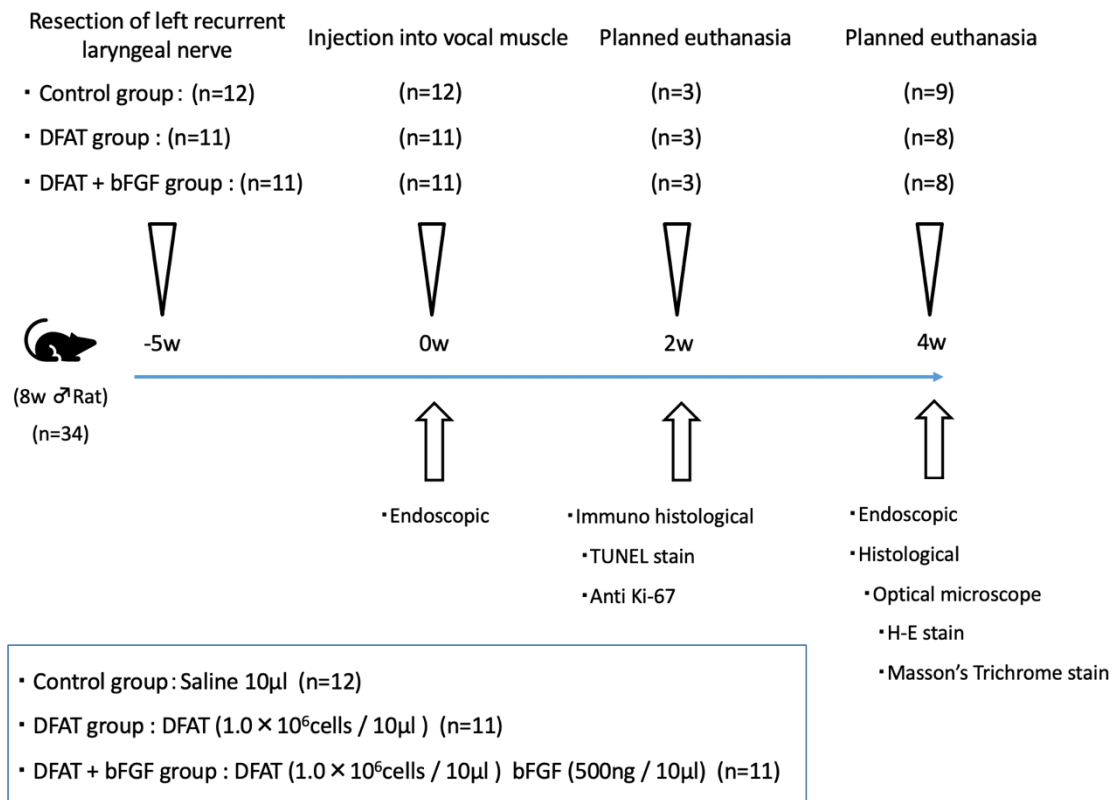 Resection of left recurrent
laryngeal nerve
Injection into vocal muscle
Planned euthanasia
Planned euthanasia
・Control group : (n=12)
(n=12)
(n=3)
(n=9)
・DFAT group : (n=11)
(n=11)
(n=3)
(n=8)
・DFAT + bFGF group : (n=11)
(n=11)
(n=3)
(n=8)
-5w
0w
2w
4w
(8w ♂Rat)
(n=34)
・Endoscopic
・Immuno histological
・TUNEL stain
・Anti Ki-67
・Endoscopic
・Histological
・Optical microscope
・H-E stain
・Masson's Trichrome stain
・Control group : Saline 10μl (n=12)
・DFAT group : DFAT (1.0 × 10⁶cells / 10μl ) (n=11)
・DFAT + bFGF group : DFAT (1.0 × 10⁶cells / 10μl ) bFGF (500ng / 10μl) (n=11)